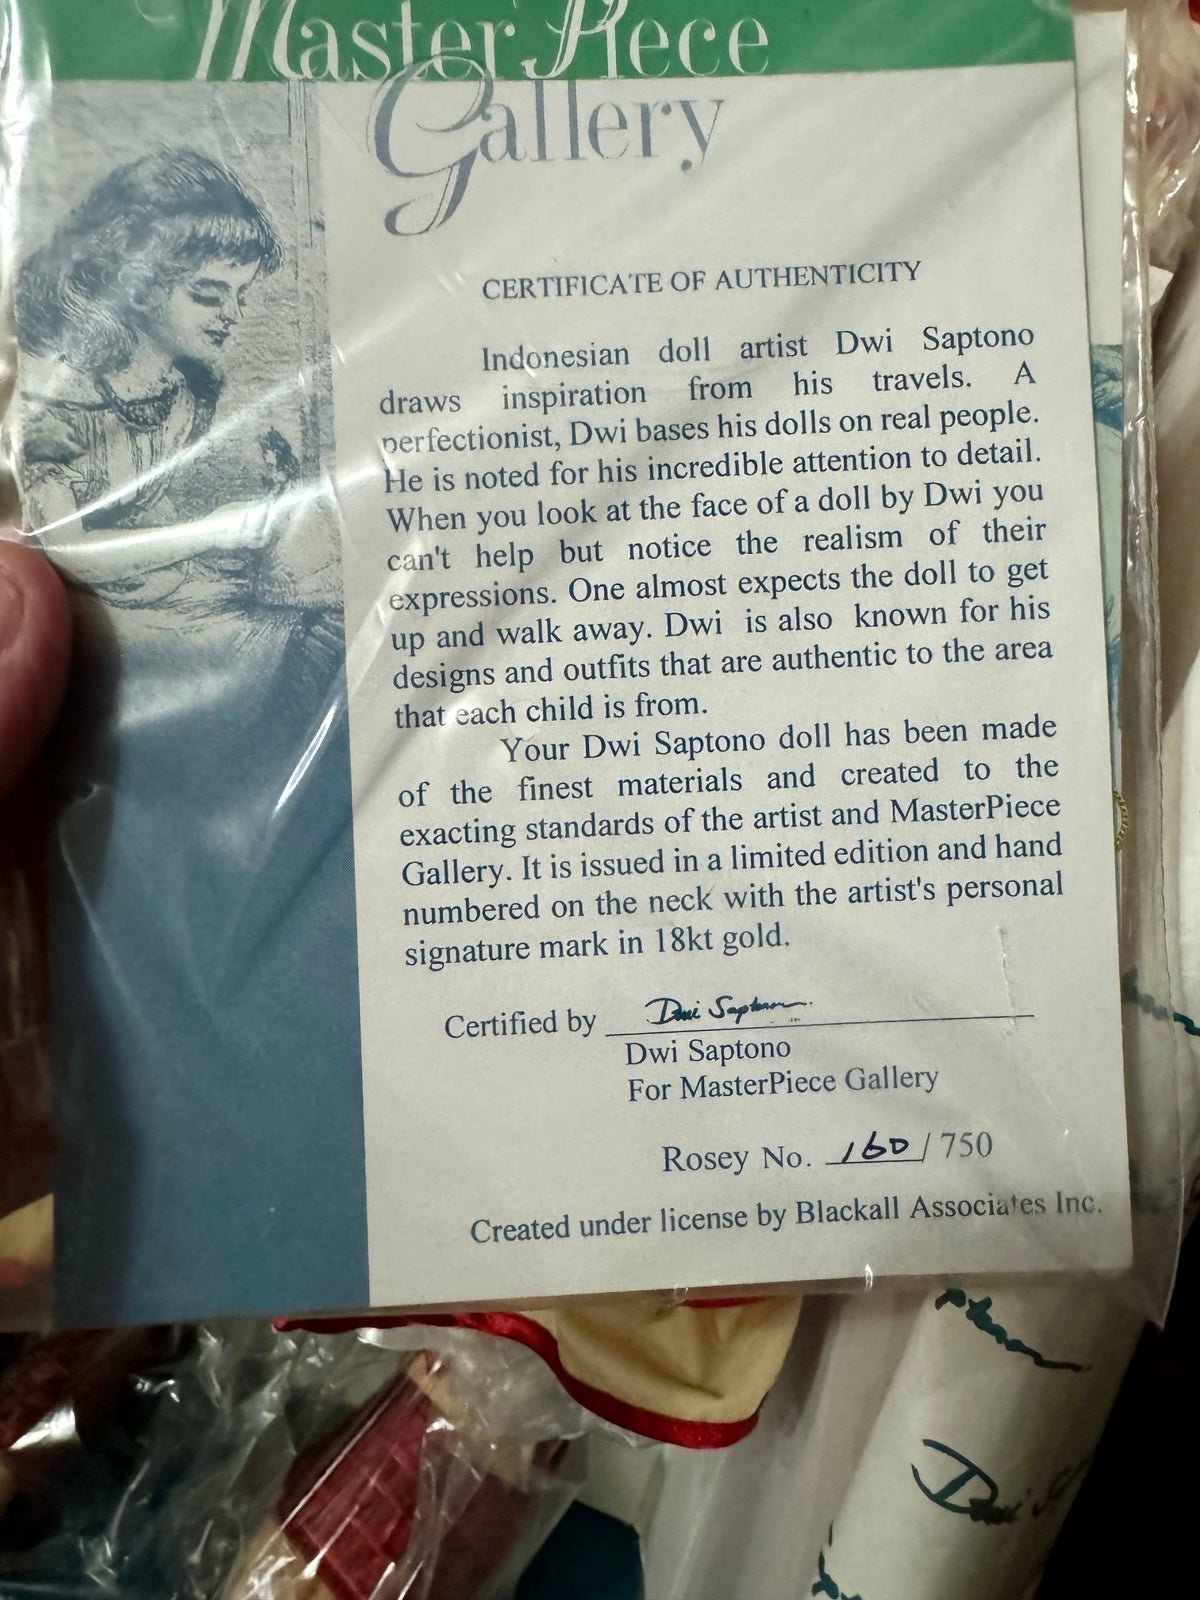 Master Piece
Gallery
CERTIFICATE OF AUTHENTICITY
Indonesian doll artist Dwi Saptono
draws inspiration from his travels. A
perfectionist, Dwi bases his dolls on real people.
He is noted for his incredible attention to detail.
When you look at the face of a doll by Dwi you
can't help but notice the realism of their
expressions. One almost expects the doll to get
up and walk away. Dwi is also known for his
designs and outfits that are authentic to the area
that each child is from.
Your Dwi Saptono doll has been made
of the finest materials and created to the
exacting standards of the artist and MasterPiece
Gallery. It is issued in a limited edition and hand
numbered on the neck with the artist's personal
signature mark in 18kt gold.
Certified by Dwi Saptono
Dwi Saptono
For MasterPiece Gallery
Rosey No. 160 / 750
Created under license by Blackall Associates Inc.